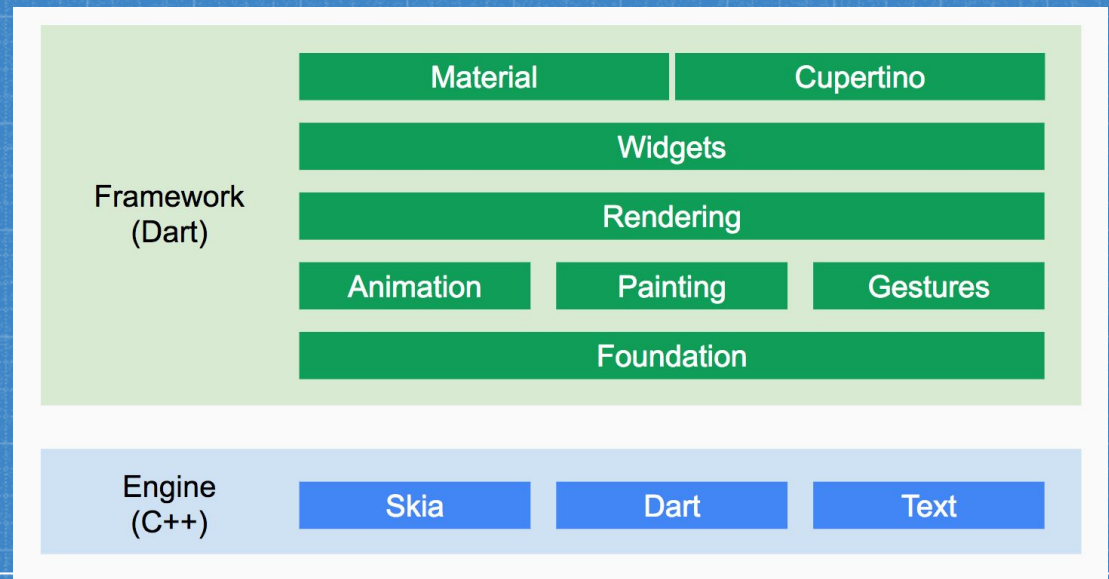 Material
Cupertino
Widgets
Framework
(Dart)
Rendering
Animation
Painting
Gestures
Foundation
Engine
(C++)
Skia
Dart
Text